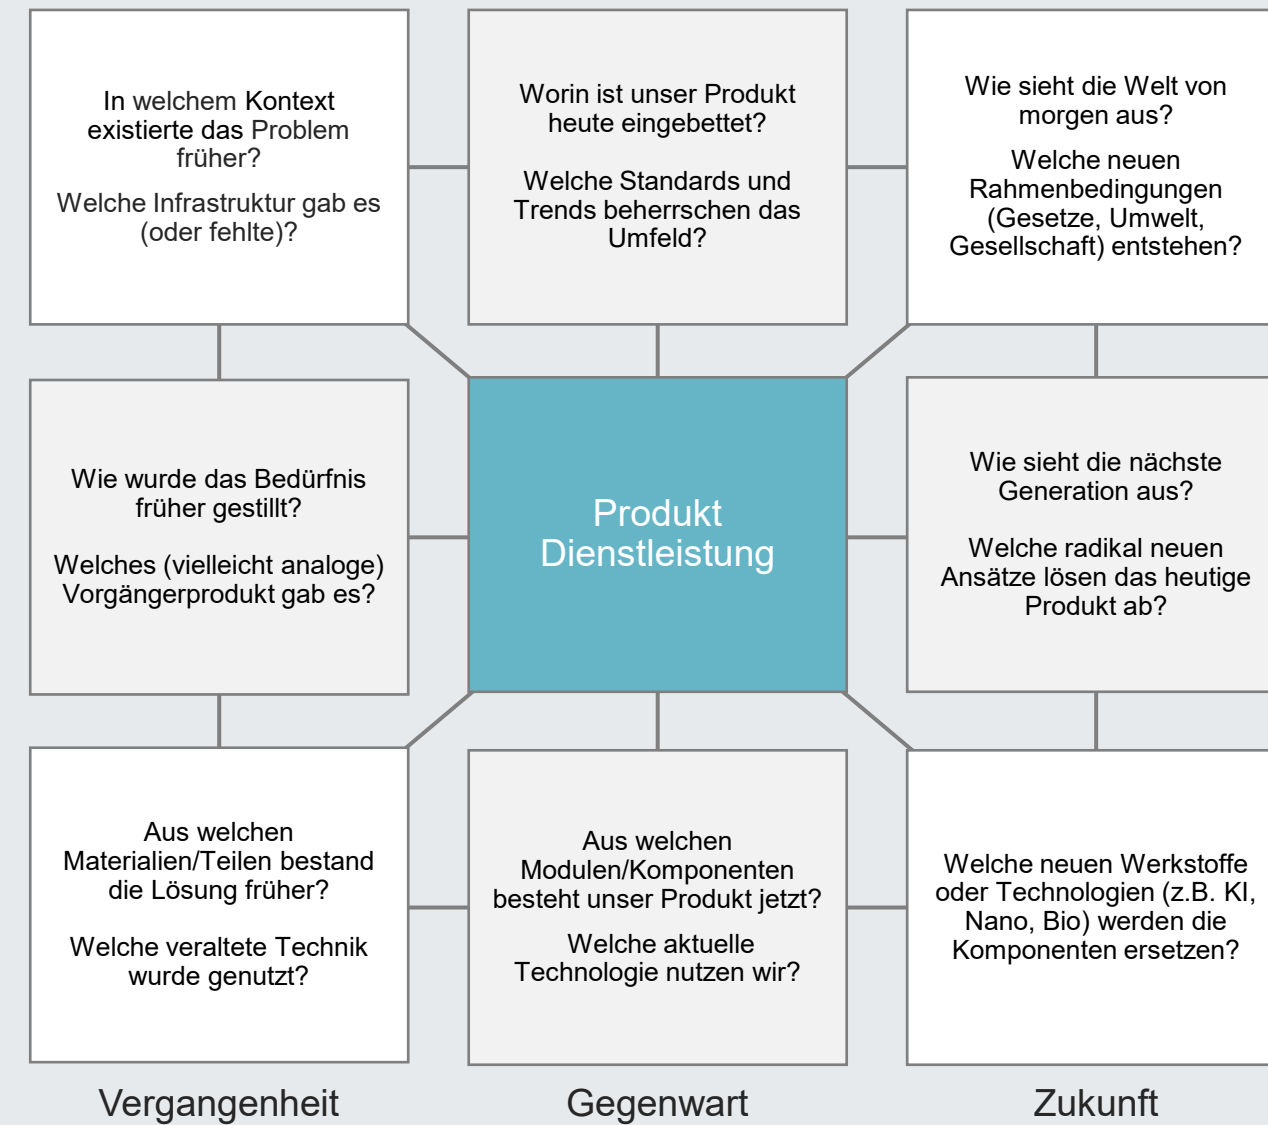 In welchem Kontext
existierte das Problem
früher?
Welche Infrastruktur gab es
(oder fehlte)?
Worin ist unser Produkt
heute eingebettet?
Welche Standards und
Trends beherrschen das
Umfeld?
Wie sieht die Welt von
morgen aus?
Welche neuen
Rahmenbedingungen
(Gesetze, Umwelt,
Gesellschaft) entstehen?
Wie wurde das Bedürfnis
früher gestillt?
Welches (vielleicht analoge)
Vorgängerprodukt gab es?
Produkt
Dienstleistung
Wie sieht die nächste
Generation aus?
Welche radikal neuen
Ansätze lösen das heutige
Produkt ab?
Aus welchen
Materialien/Teilen bestand
die Lösung früher?
Welche veraltete Technik
wurde genutzt?
Aus welchen
Modulen/Komponenten
besteht unser Produkt jetzt?
Welche aktuelle
Technologie nutzen wir?
Welche neuen Werkstoffe
oder Technologien (z.B. KI,
Nano, Bio) werden die
Komponenten ersetzen?
Vergangenheit
Gegenwart
Zukunft